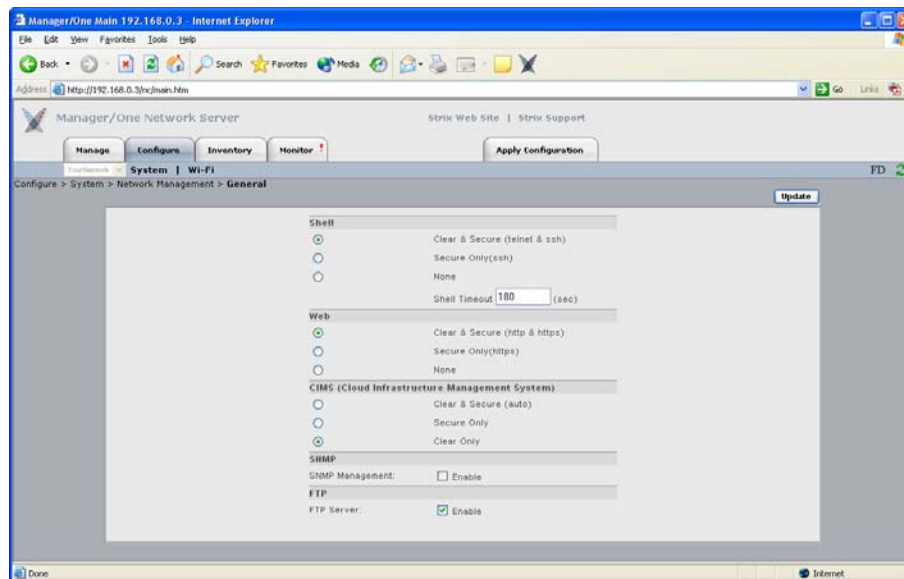 Manager/One Main 192.168.0.3 - Internet Explorer
File Edit View Favorites Tools Help
Back Search Favorites Media
Address http://192.168.0.3/nc/main.htm Go Links
Manager/One Network Server Strix Web Site | Strix Support
Manage Configure Inventory Monitor ! Apply Configuration
YourNetwork System | Wi-Fi FD
Configure > System > Network Management > General
Update
Shell
Clear & Secure (telnet & ssh)
Secure Only(ssh)
None
Shell Timeout 180 (sec)
Web
Clear & Secure (http & https)
Secure Only(https)
None
CIMS (Cloud Infrastructure Management System)
Clear & Secure (auto)
Secure Only
Clear Only
SNMP
SNMP Management: Enable
FTP
FTP Server: Enable
Done Internet